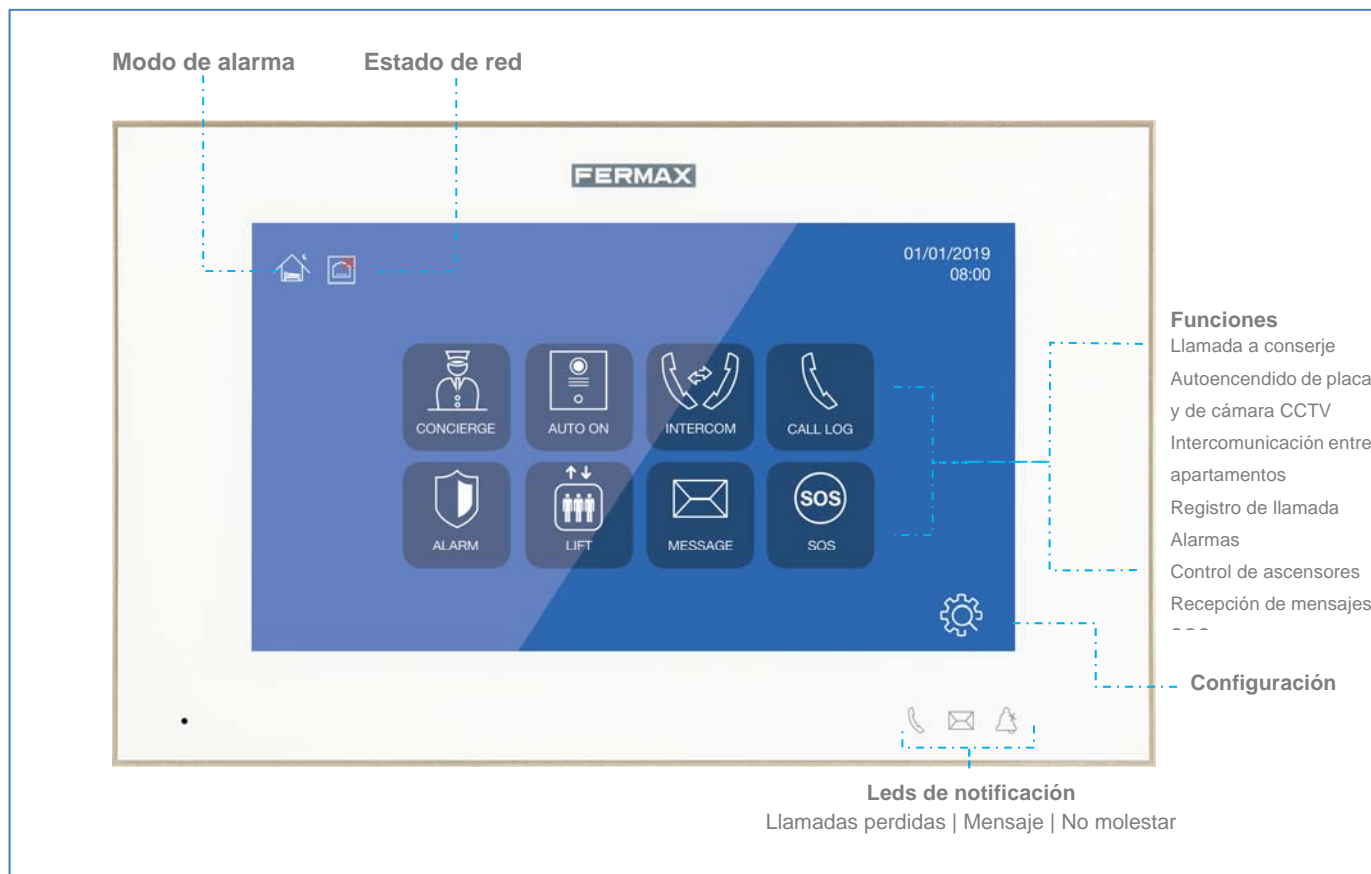 Modo de alarma
Estado de red
FERMAX
01/01/2019
08:00
CONCIERGE
AUTO ON
INTERCOM
CALL LOG
ALARM
LIFT
MESSAGE
SOS
SOS
Funciones
Llamada a conserje
Autoencendido de placa
y de cámara CCTV
Intercomunicación entre
apartamentos
Registro de llamada
Alarmas
Control de ascensores
Recepción de mensajes
Configuración
Leds de notificación
Llamadas perdidas | Mensaje | No molestar